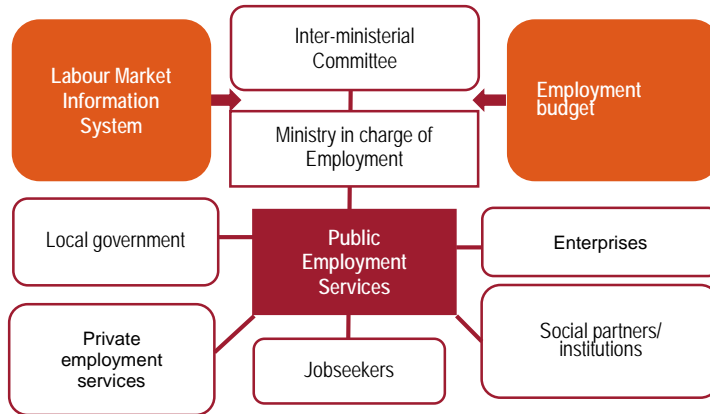 Inter-ministerial
Committee
Labour Market
Information
System
Employment
budget
Ministry in charge of
Employment
Local government
Public
Employment
Services
Enterprises
Private
employment
services
Jobseekers
Social partners/
institutions